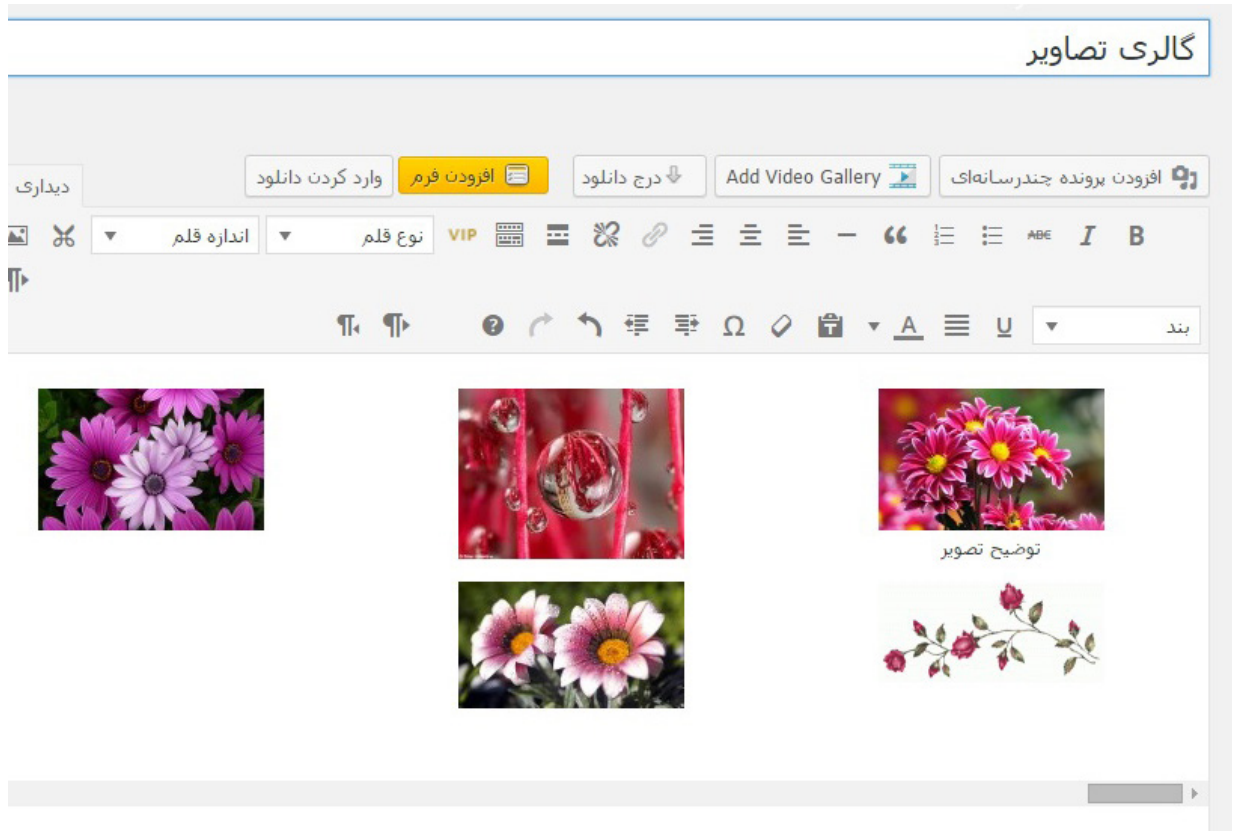 گالری تصاویر
افزودن پرونده چندرسانه‌ای Add Video Gallery درج دانلود افزودن فرم وارد کردن دانلود دیداری
B I ABE VIP نوع قلم اندازه قلم
بند U A Ω
توضیح تصویر